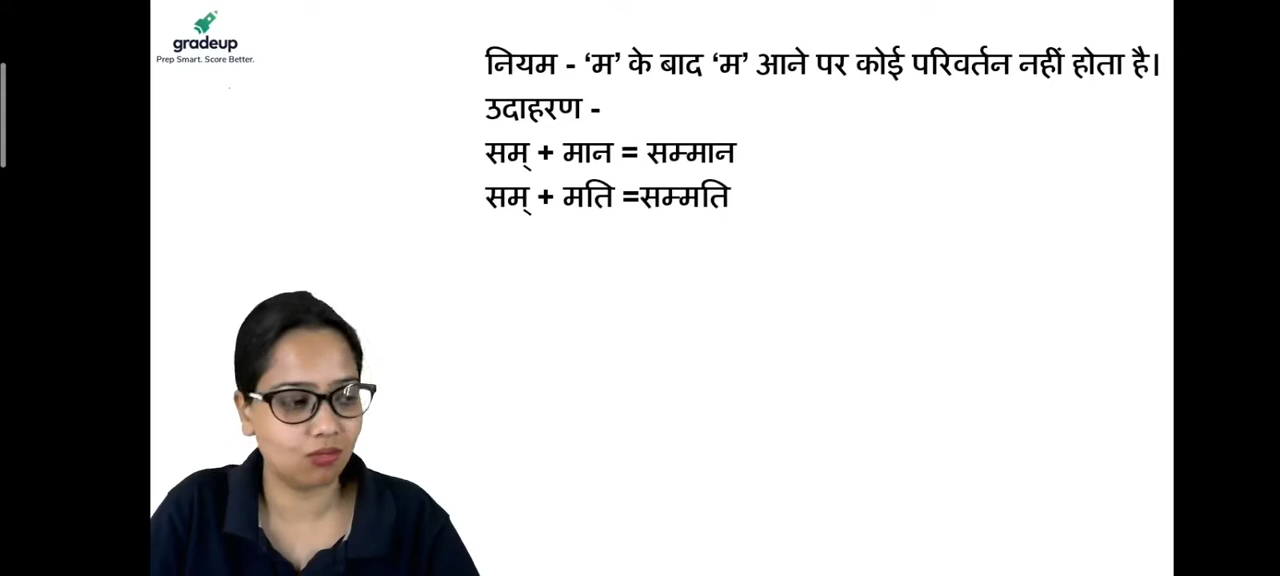 gradeup
Prep Smart. Score Better.
नियम - ‘म’ के बाद ‘म’ आने पर कोई परिवर्तन नहीं होता है।
उदाहरण -
सम् + मान = सम्मान
सम् + मति =सम्मति